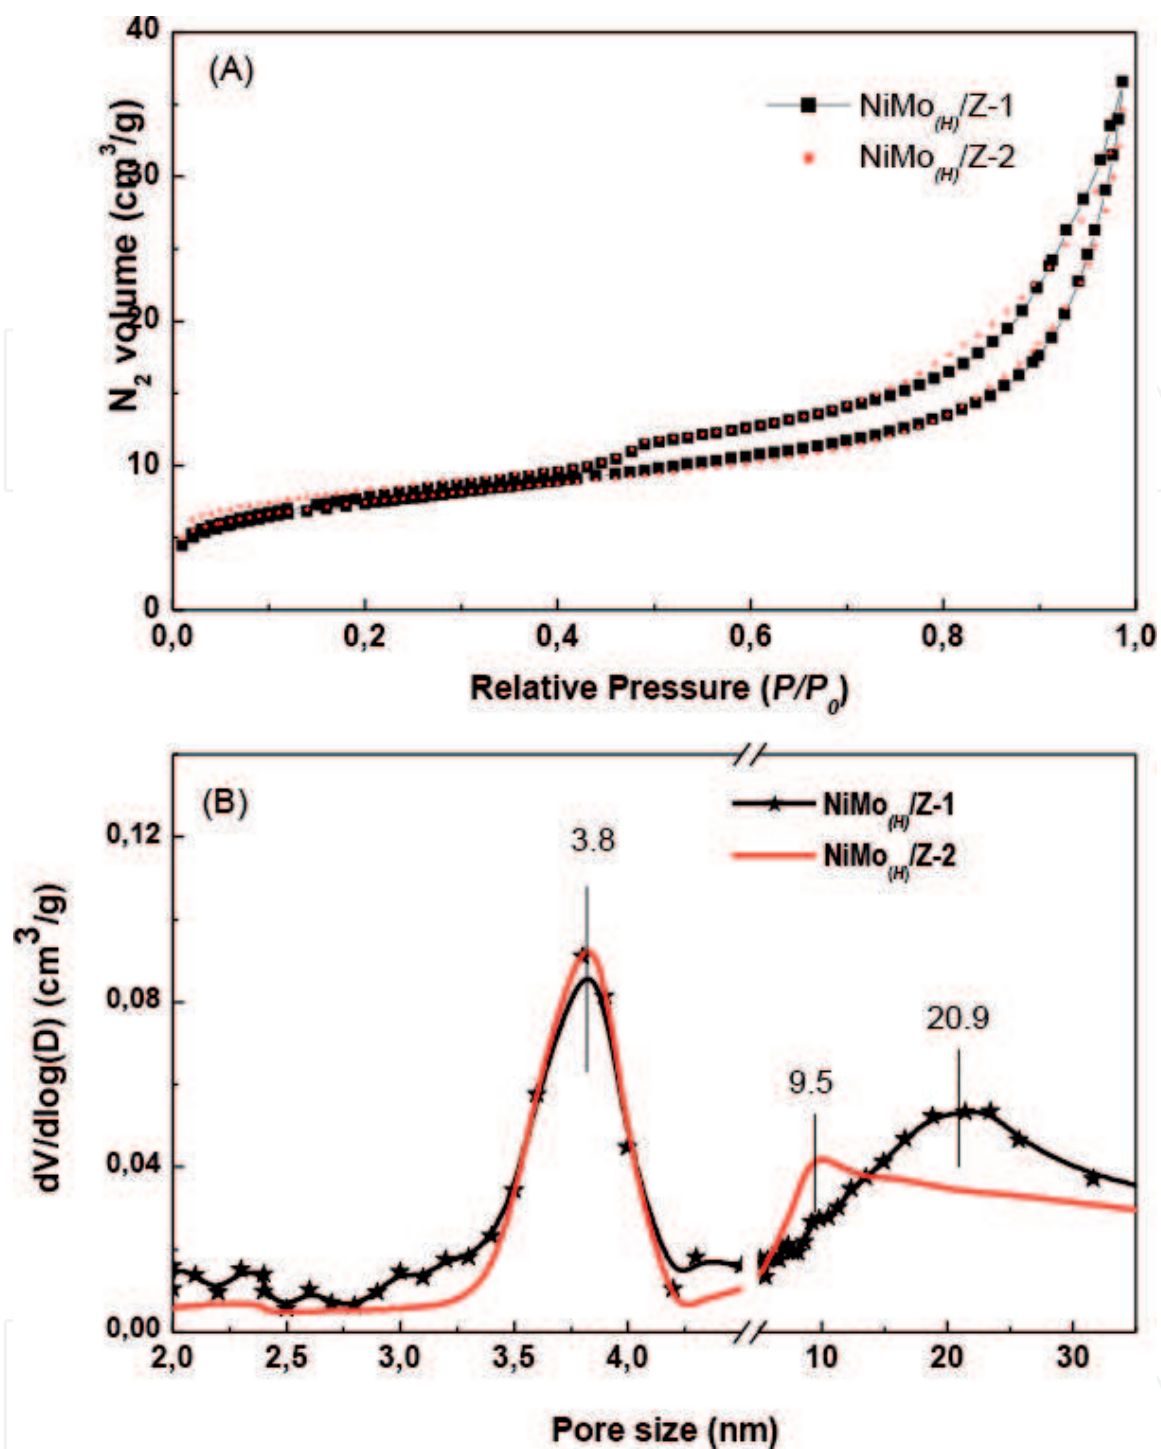 (A)
NiMo(H)/Z-1
NiMo(H)/Z-2
N2 volume (cm3/g)
40
30
20
10
0
0,0 0,2 0,4 0,6 0,8 1,0
Relative Pressure (P/P0)
(B)
NiMo(H)/Z-1
NiMo(H)/Z-2
3.8
9.5
20.9
dV/dlog(D) (cm3/g)
0,12
0,08
0,04
0,00
2,0 2,5 3,0 3,5 4,0 10 20 30
Pore size (nm)